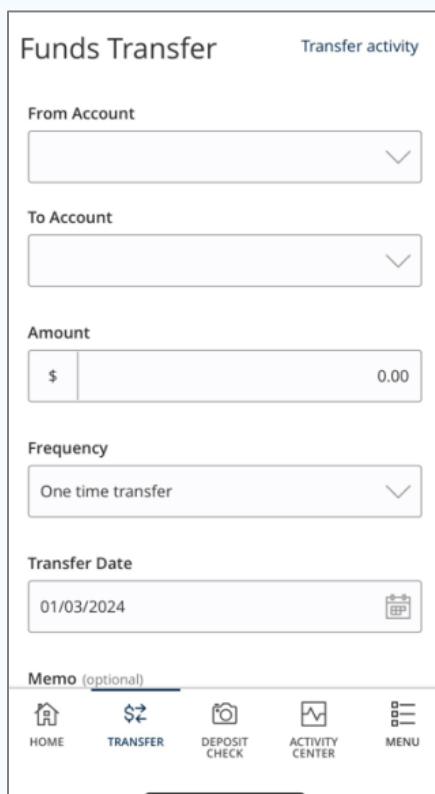 Funds Transfer Transfer activity
From Account
To Account
Amount
$ 0.00
Frequency
One time transfer
Transfer Date
01/03/2024
Memo (optional)
HOME TRANSFER DEPOSIT CHECK ACTIVITY CENTER MENU